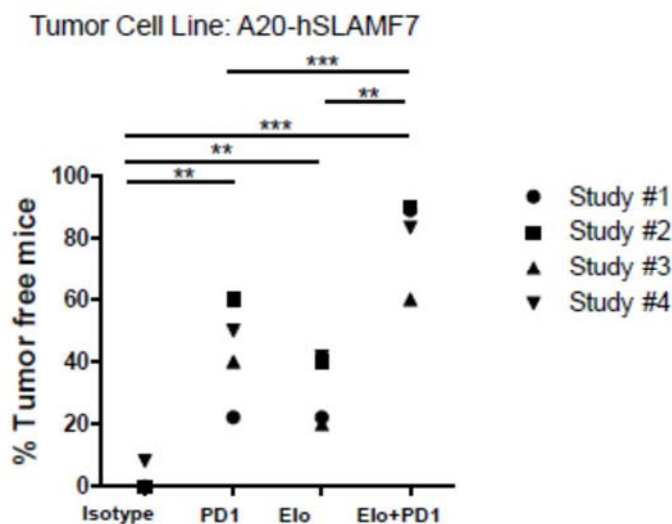 Tumor Cell Line: A20-hSLAMF7
***
**
***
**
**
% Tumor free mice
100
80
60
40
20
0
Isotype PD1 Elo Elo+PD1
Study #1
Study #2
Study #3
Study #4